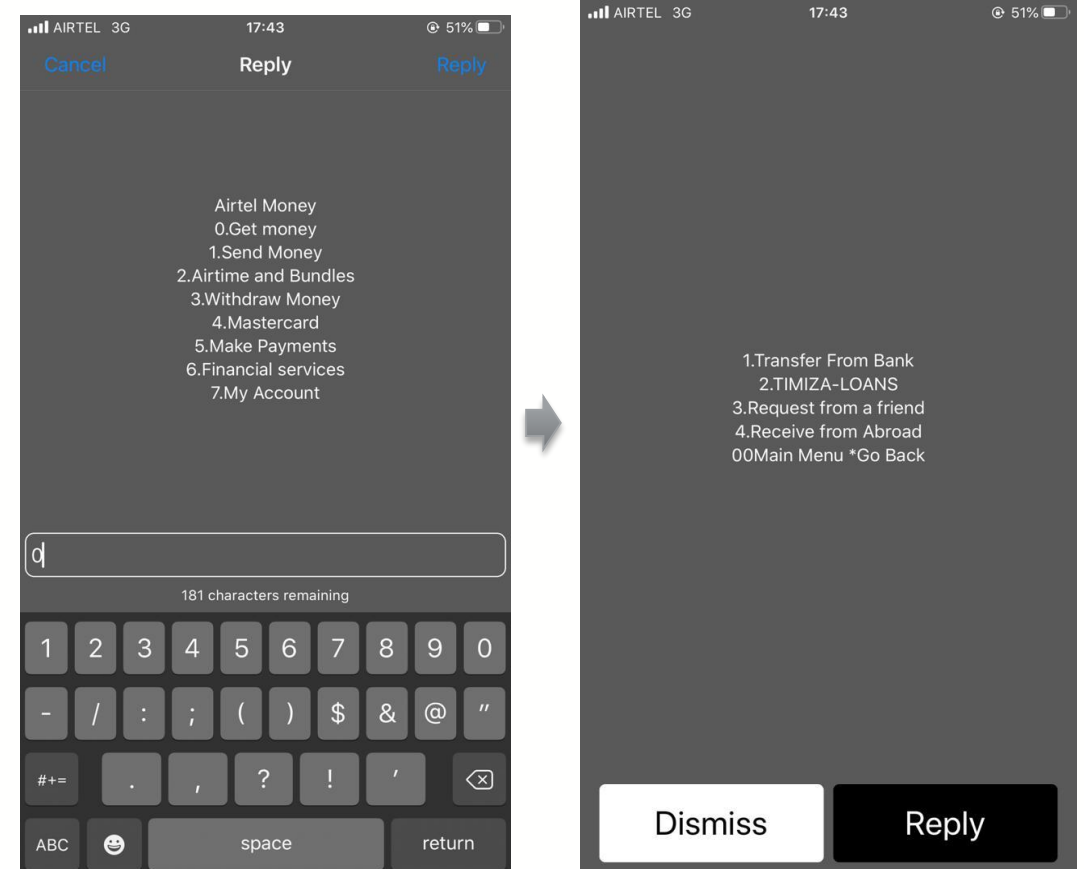 AIRTEL 3G 17:43 51%
Cancel Reply Reply
Airtel Money
0.Get money
1.Send Money
2.Airtime and Bundles
3.Withdraw Money
4.Mastercard
5.Make Payments
6.Financial services
7.My Account
0
181 characters remaining
1 2 3 4 5 6 7 8 9 0
- / : ; ( ) $ & @ "
#+= . , ? ! '
ABC space return
AIRTEL 3G 17:43 51%
1.Transfer From Bank
2.TIMIZA-LOANS
3.Request from a friend
4.Receive from Abroad
00Main Menu *Go Back
Dismiss Reply